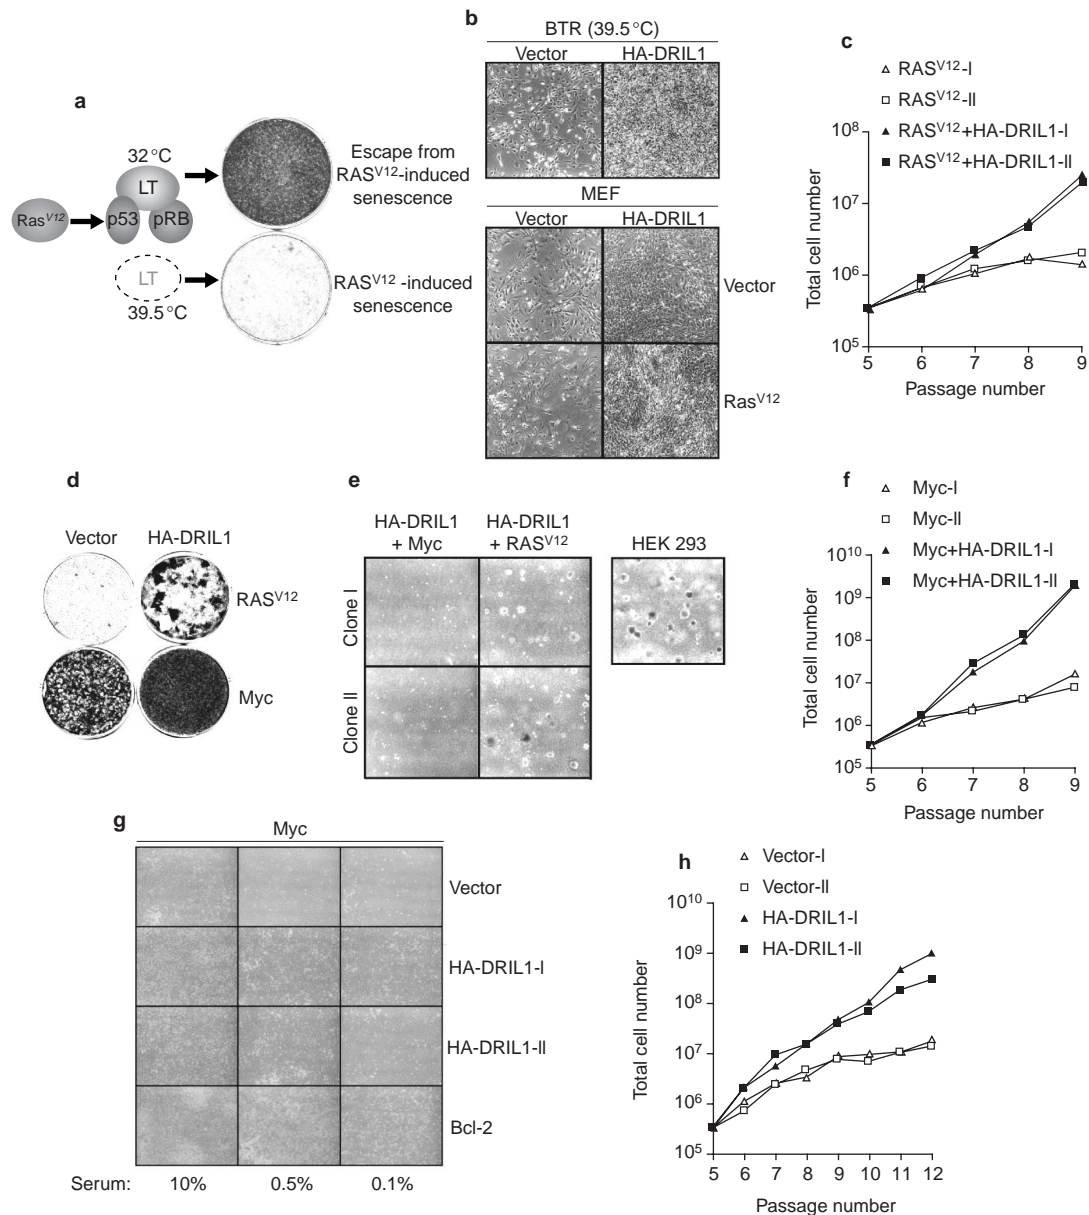 a
32 °C
LT
Ras V12
p53
pRB
LT
39.5 °C
Escape from
RAS V12-induced
senescence
RAS V12 -induced
senescence
b
BTR (39.5 °C)
Vector HA-DRIL1
MEF
Vector HA-DRIL1
Vector
Ras V12
c
RAS V12-I
RAS V12-II
RAS V12+HA-DRIL1-I
RAS V12+HA-DRIL1-II
Total cell number
10^8
10^7
10^6
10^5
5 6 7 8 9
Passage number
d
Vector HA-DRIL1
RAS V12
Myc
e
HA-DRIL1
+ Myc
HA-DRIL1
+ RAS V12
HEK 293
Clone I
Clone II
f
Myc-I
Myc-II
Myc+HA-DRIL1-I
Myc+HA-DRIL1-II
Total cell number
10^10
10^9
10^8
10^7
10^6
10^5
5 6 7 8 9
Passage number
g
Myc
Vector
HA-DRIL1-I
HA-DRIL1-II
Bcl-2
Serum: 10% 0.5% 0.1%
h
Vector-I
Vector-II
HA-DRIL1-I
HA-DRIL1-II
Total cell number
10^10
10^9
10^8
10^7
10^6
10^5
5 6 7 8 9 10 11 12
Passage number